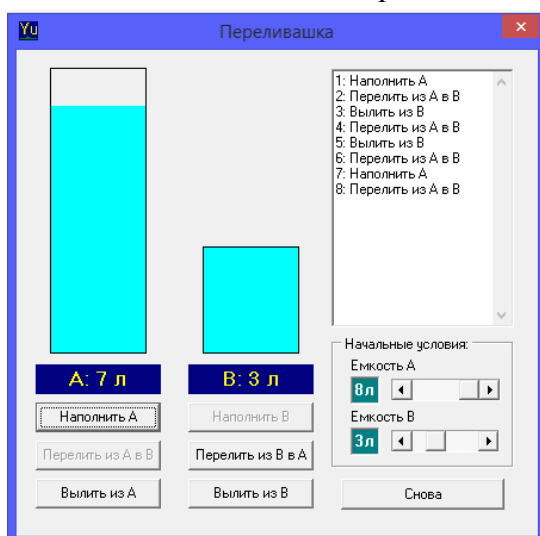 Yu
Переливашка
×
1: Наполнить А
2: Перелить из А в В
3: Вылить из В
4: Перелить из А в В
5: Вылить из В
6: Перелить из А в В
7: Наполнить А
8: Перелить из А в В
А: 7 л
В: 3 л
Наполнить А
Наполнить В
Перелить из А в В
Перелить из В в А
Вылить из А
Вылить из В
Начальные условия:
Емкость А
8л
Емкость В
3л
Снова